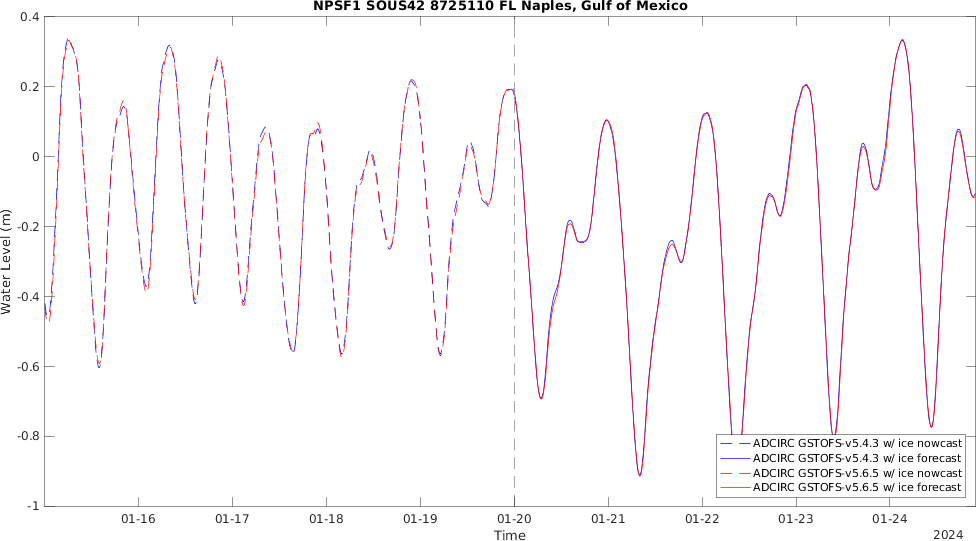 NPSF1 SOUS42 8725110 FL Naples, Gulf of Mexico
0.4
0.2
0
-0.2
-0.4
-0.6
-0.8
-1
Water Level (m)
ADCIRC GSTOFS-v5.4.3 w/ ice nowcast
ADCIRC GSTOFS-v5.4.3 w/ ice forecast
ADCIRC GSTOFS-v5.6.5 w/ ice nowcast
ADCIRC GSTOFS-v5.6.5 w/ ice forecast
01-16 01-17 01-18 01-19 01-20 01-21 01-22 01-23 01-24
Time
2024